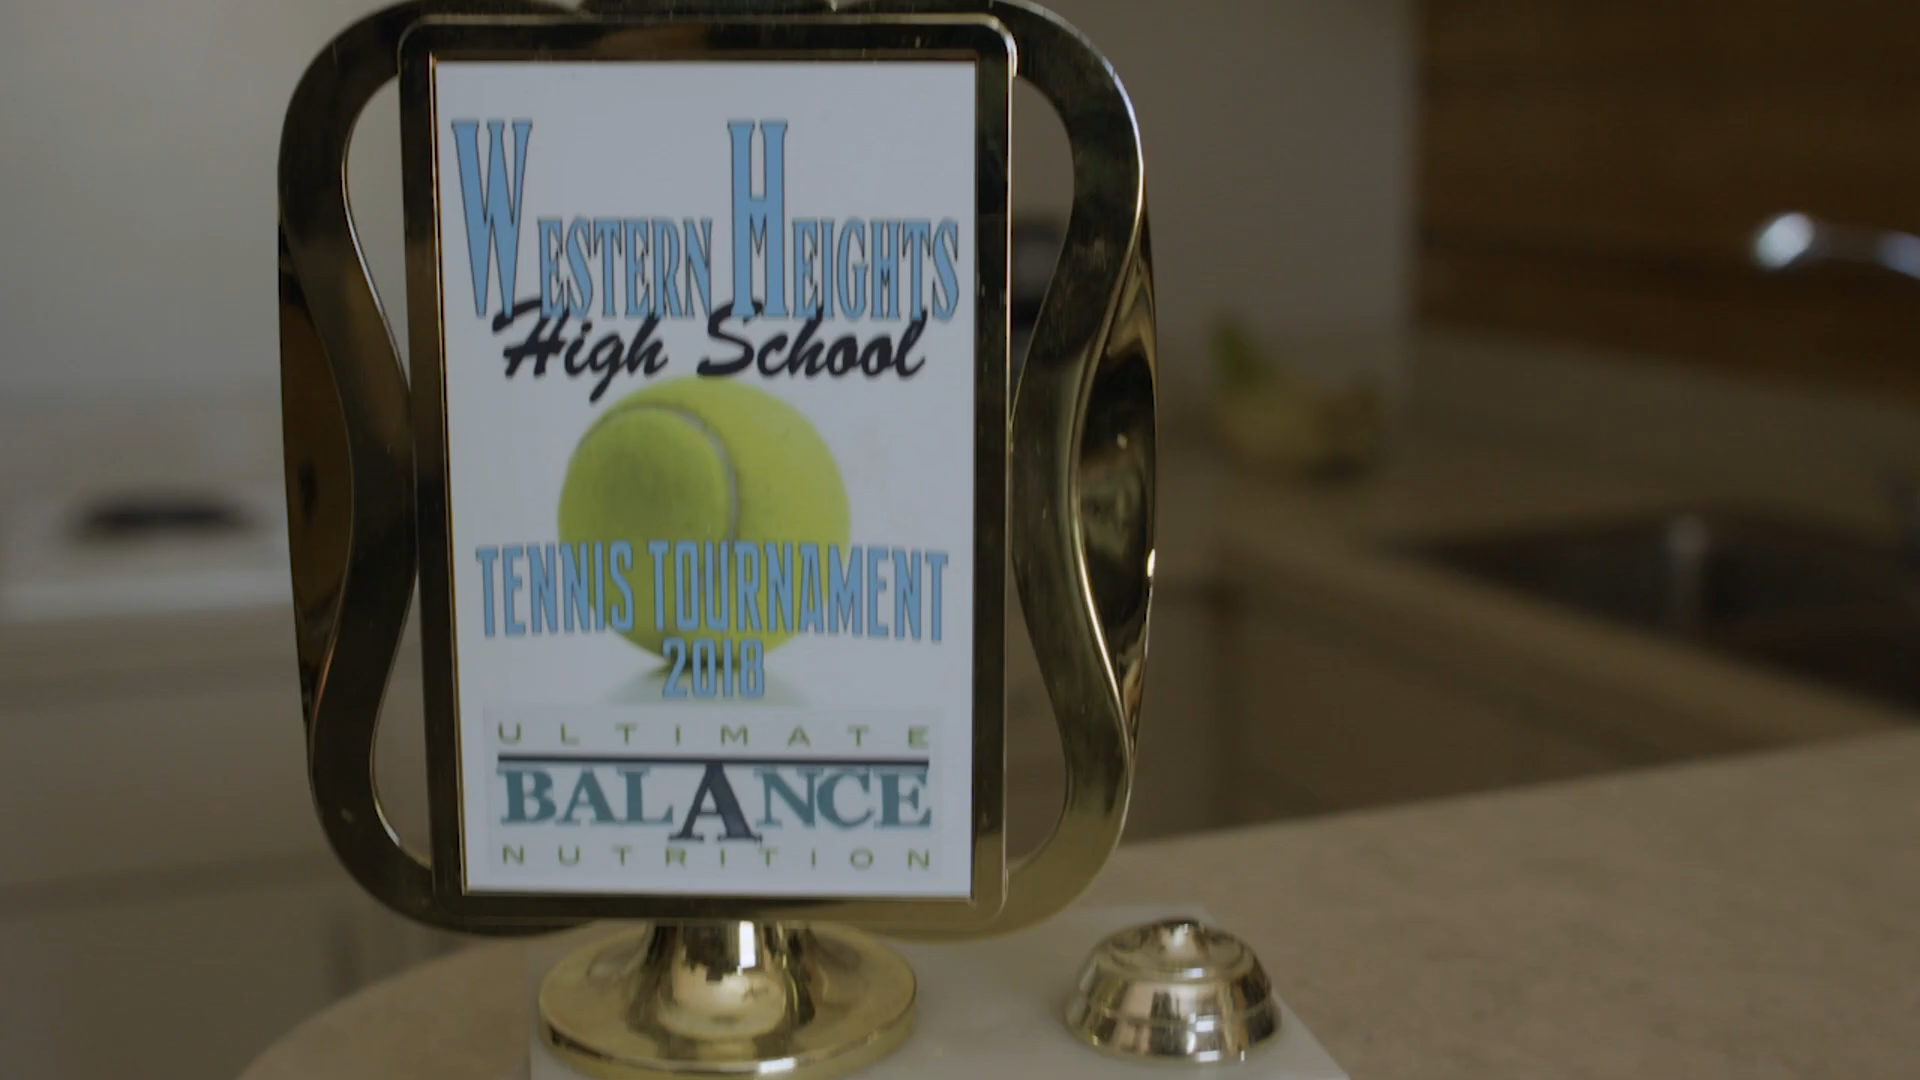 WESTERN HEIGHTS
High School
TENNIS TOURNAMENT
2018
ULTIMATE
BALANCE
NUTRITION